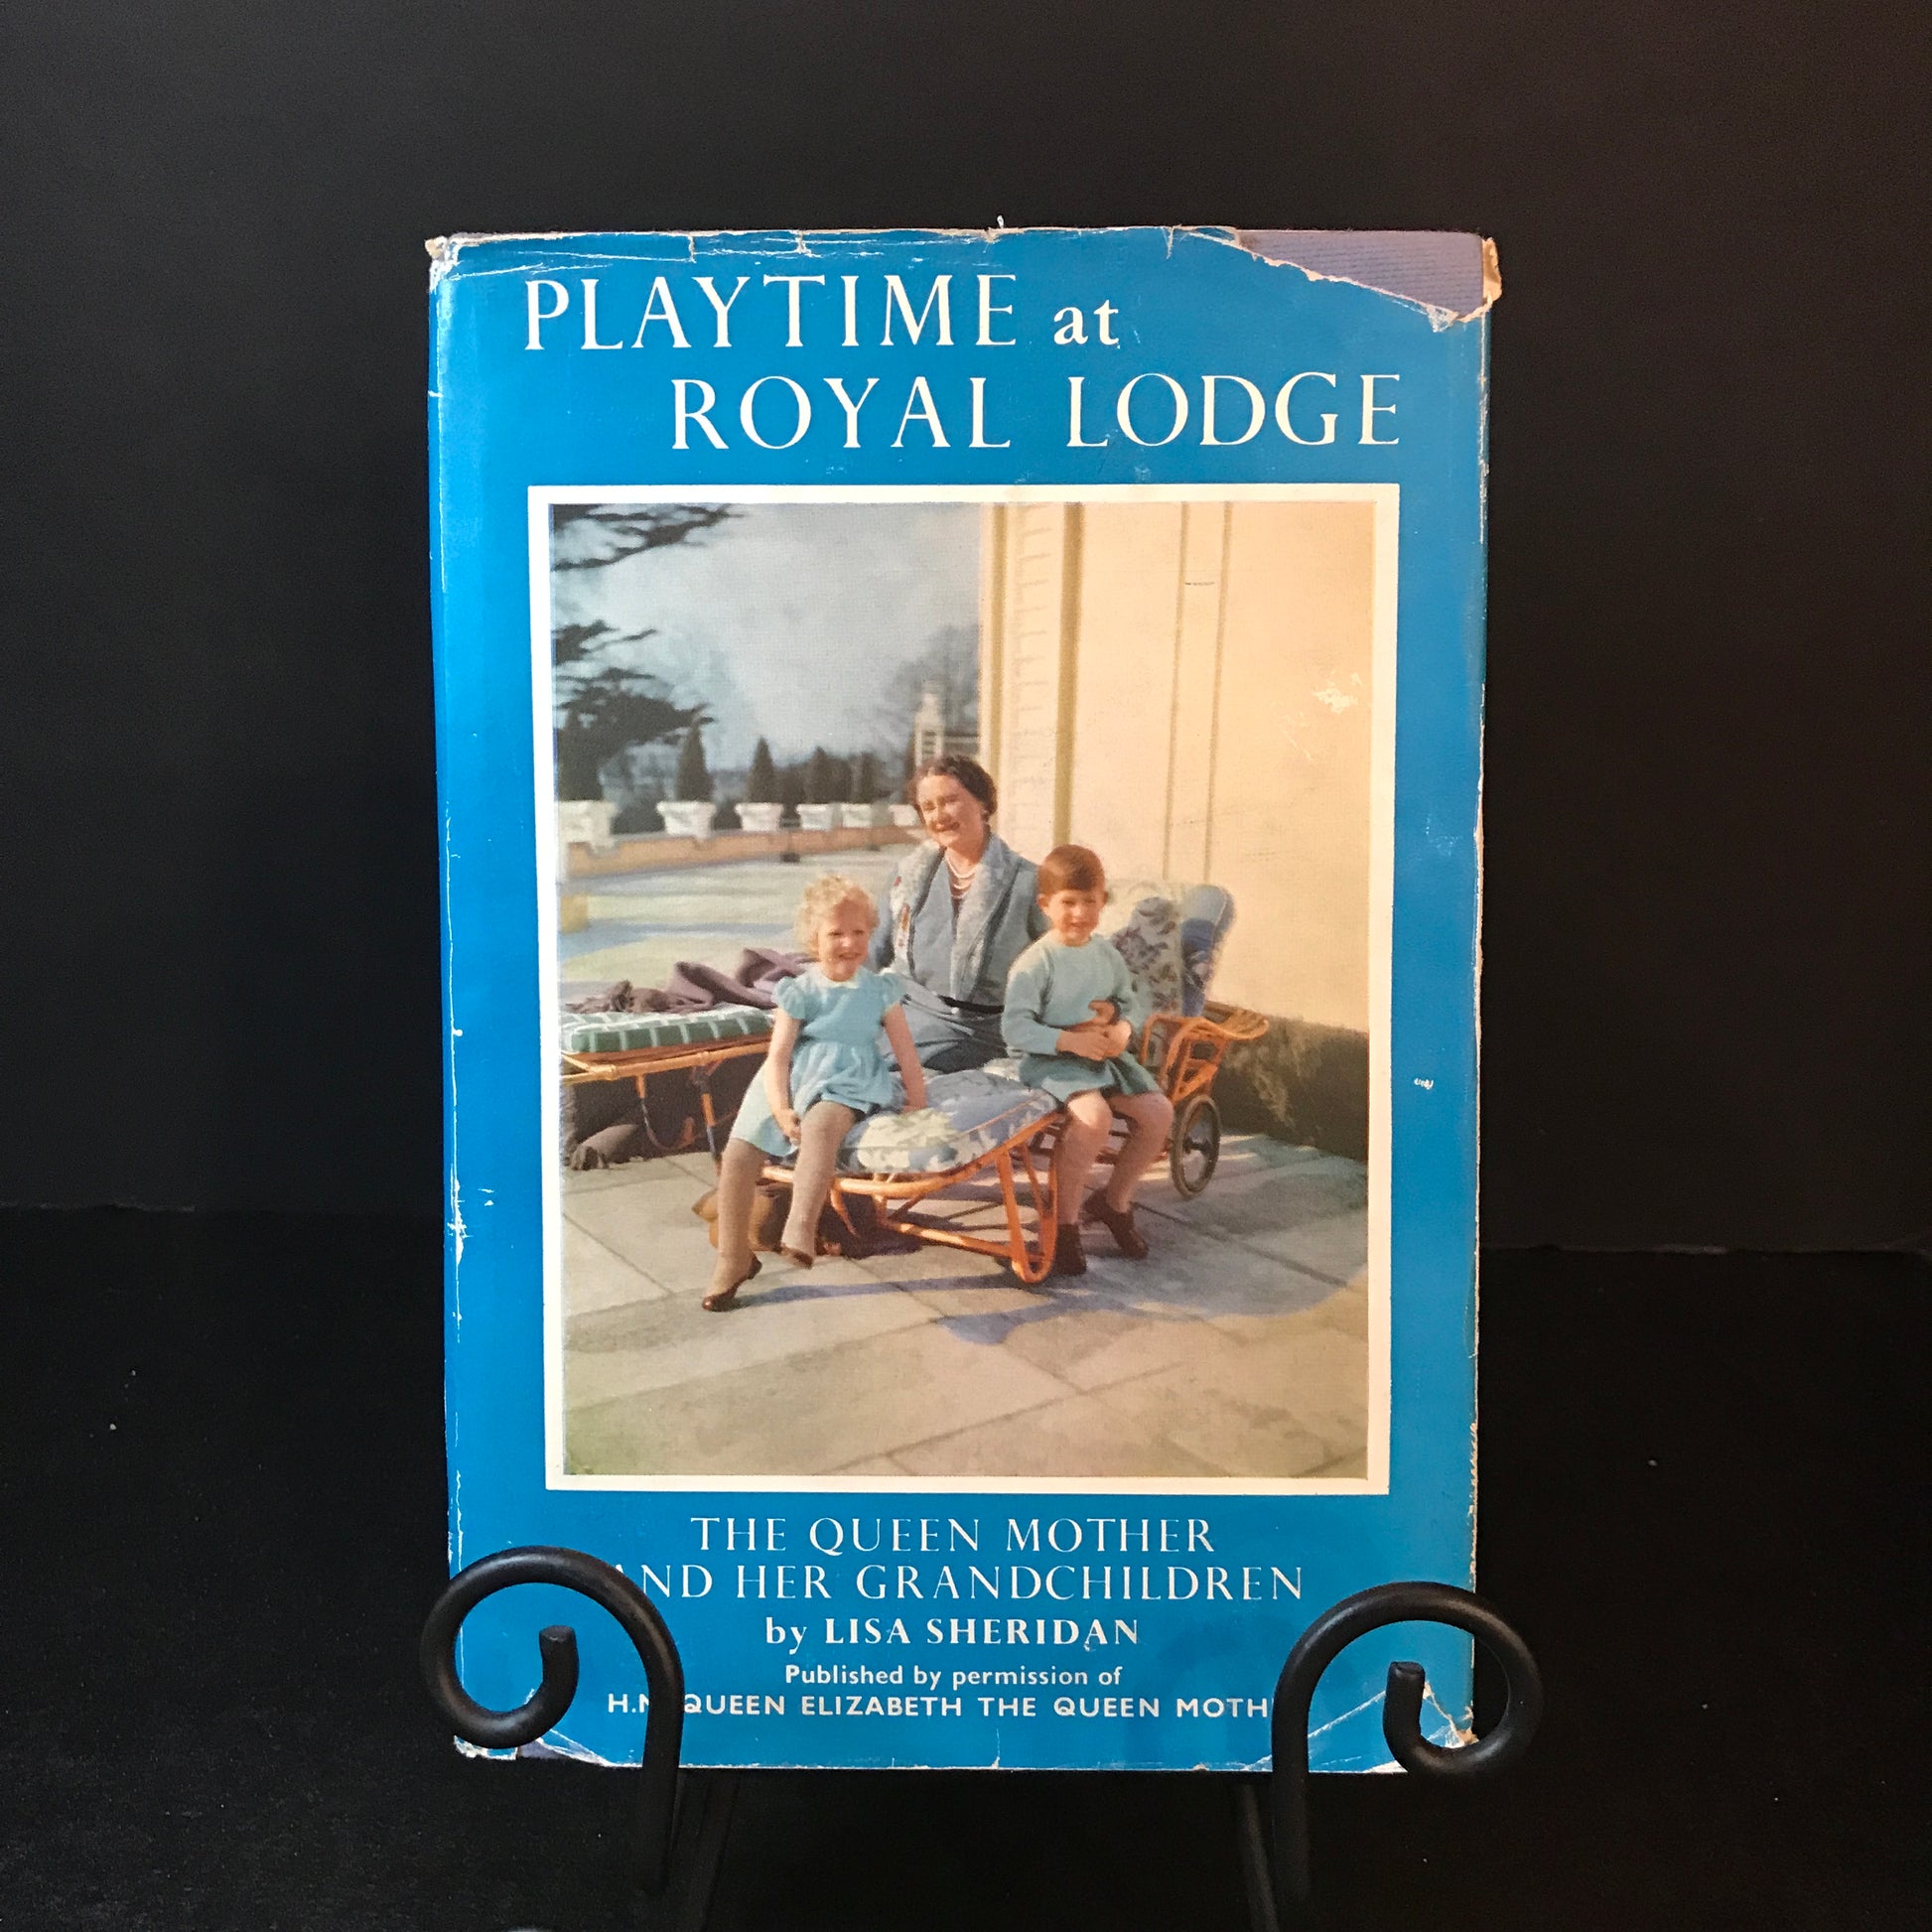 PLAYTIME at
ROYAL LODGE
THE QUEEN MOTHER
AND HER GRANDCHILDREN
by LISA SHERIDAN
Published by permission of
QUEEN ELIZABETH THE QUEEN